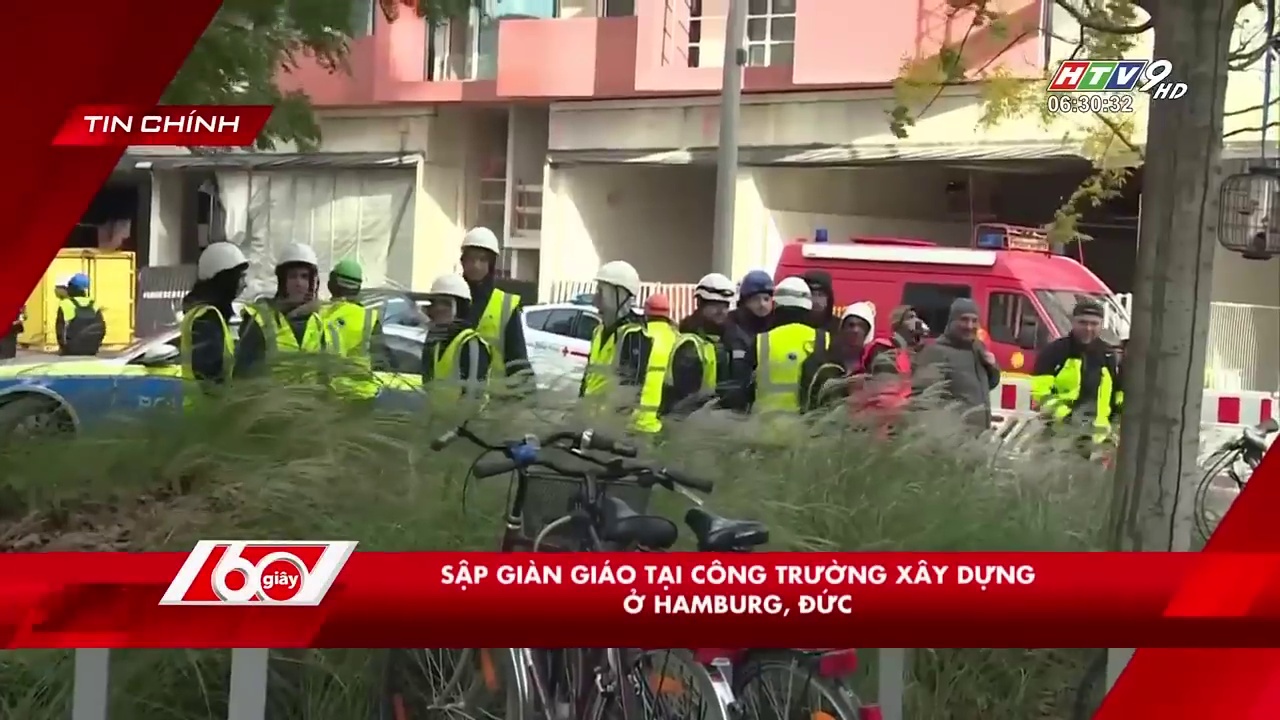 HTV9 HD
06:30:32
TIN CHÍNH
60 giây
SẬP GIÀN GIÁO TẠI CÔNG TRƯỜNG XÂY DỰNG
Ở HAMBURG, ĐỨC